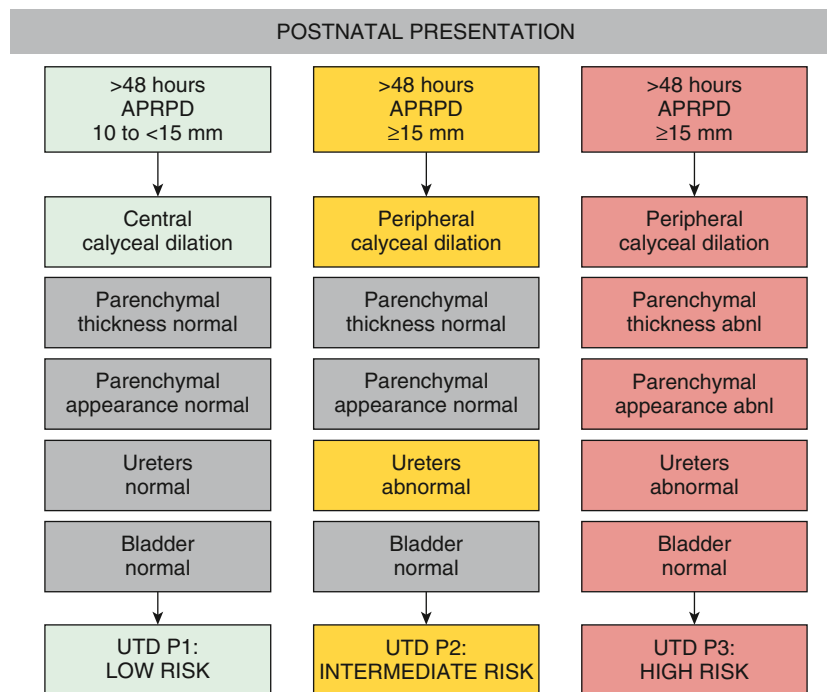 POSTNATAL PRESENTATION
>48 hours
APRPD
10 to <15 mm
Central
calyceal dilation
Parenchymal
thickness normal
Parenchymal
appearance normal
Ureters
normal
Bladder
normal
UTD P1:
LOW RISK
>48 hours
APRPD
≥15 mm
Peripheral
calyceal dilation
Parenchymal
thickness normal
Parenchymal
appearance normal
Ureters
abnormal
Bladder
normal
UTD P2:
INTERMEDIATE RISK
>48 hours
APRPD
≥15 mm
Peripheral
calyceal dilation
Parenchymal
thickness abnl
Parenchymal
appearance abnl
Ureters
abnormal
Bladder
normal
UTD P3:
HIGH RISK